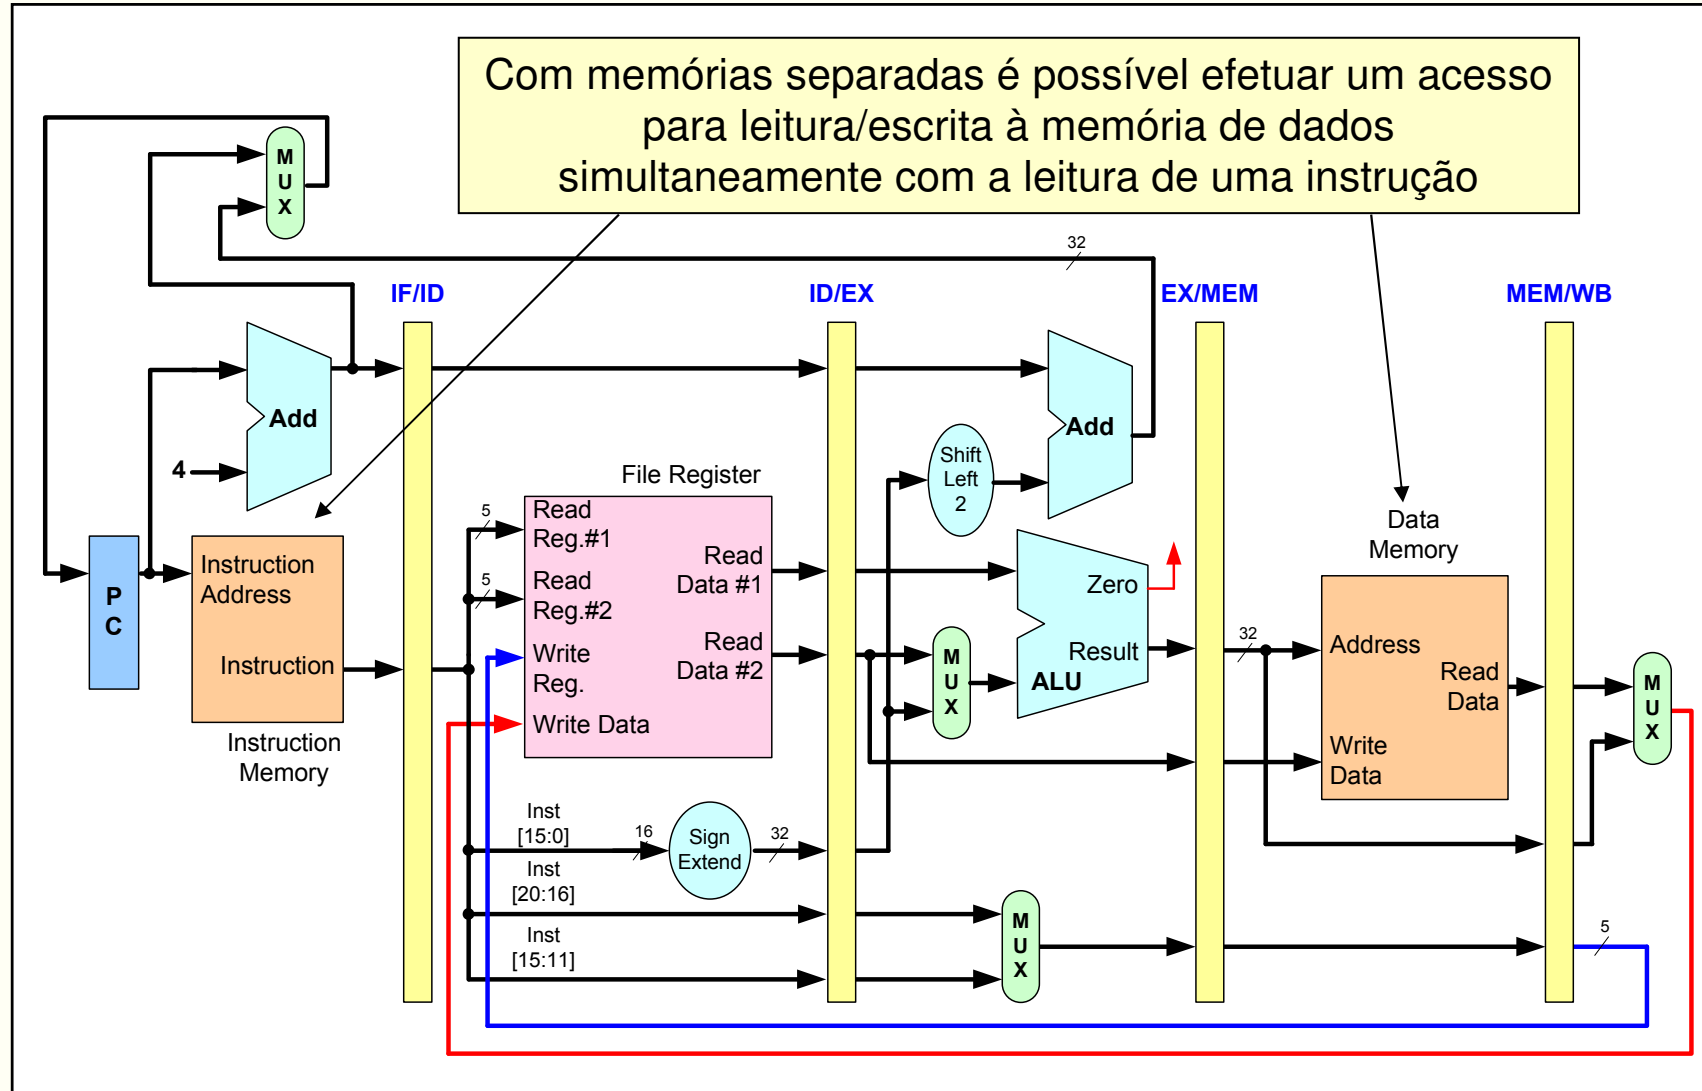 Com memórias separadas é possível efetuar um acesso
para leitura/escrita à memória de dados
simultaneamente com a leitura de uma instrução
M
U
X
32
IF/ID
ID/EX
EX/MEM
MEM/WB
Add
4
Add
Shift
Left
2
File Register
P
C
Instruction
Address
Instruction
Instruction
Memory
5
Read
Reg.#1
5
Read
Reg.#2
Write
Reg.
Write Data
Read
Data #1
Read
Data #2
M
U
X
Zero
Result
ALU
32
Data
Memory
Address
Read
Data
Write
Data
M
U
X
Inst
[15:0]
16
Sign
Extend
32
Inst
[20:16]
Inst
[15:11]
M
U
X
5